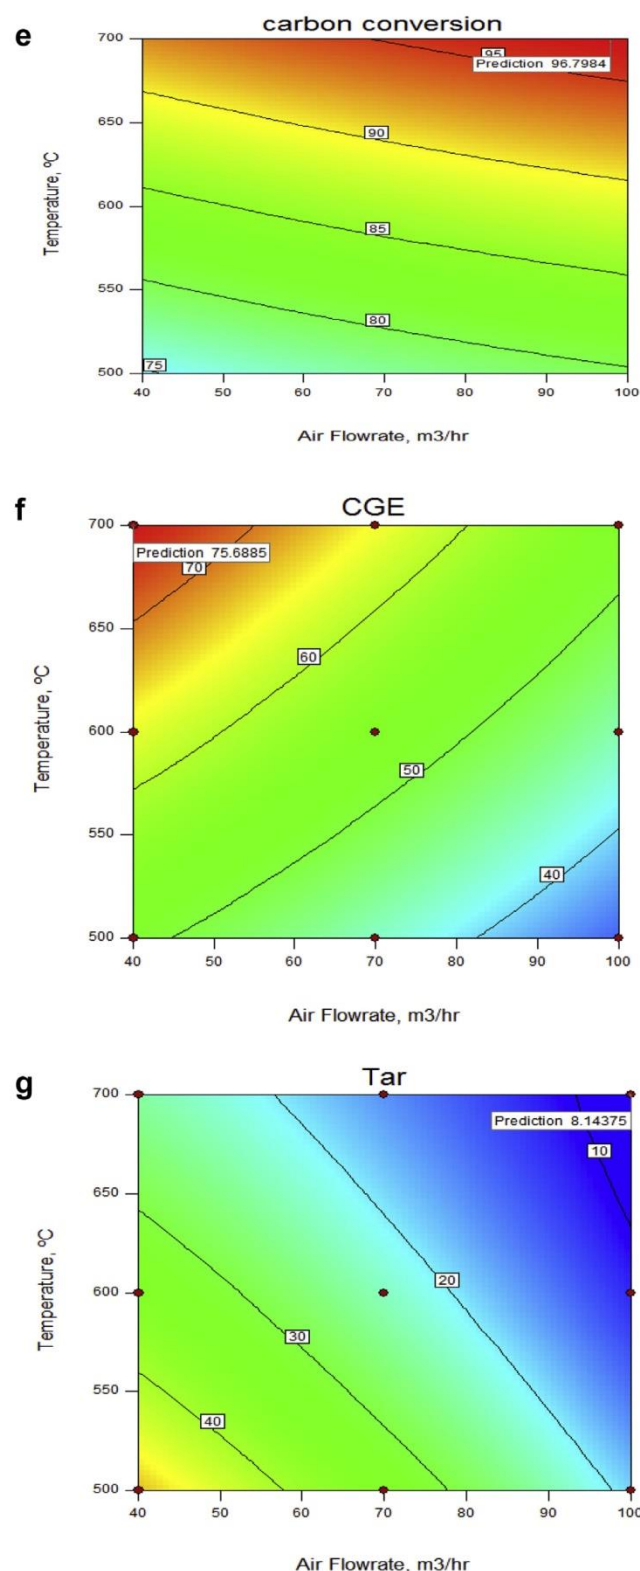 e
carbon conversion
700
95
Prediction 96.7984
650
90
Temperature, ºC
600
85
550
80
75
500
40 50 60 70 80 90 100
Air Flowrate, m3/hr
f
CGE
700
Prediction 75.6885
70
650
60
Temperature, ºC
600
50
550
40
500
40 50 60 70 80 90 100
Air Flowrate, m3/hr
g
Tar
700
Prediction 8.14375
10
650
20
Temperature, ºC
600
30
550
40
500
40 50 60 70 80 90 100
Air Flowrate, m3/hr